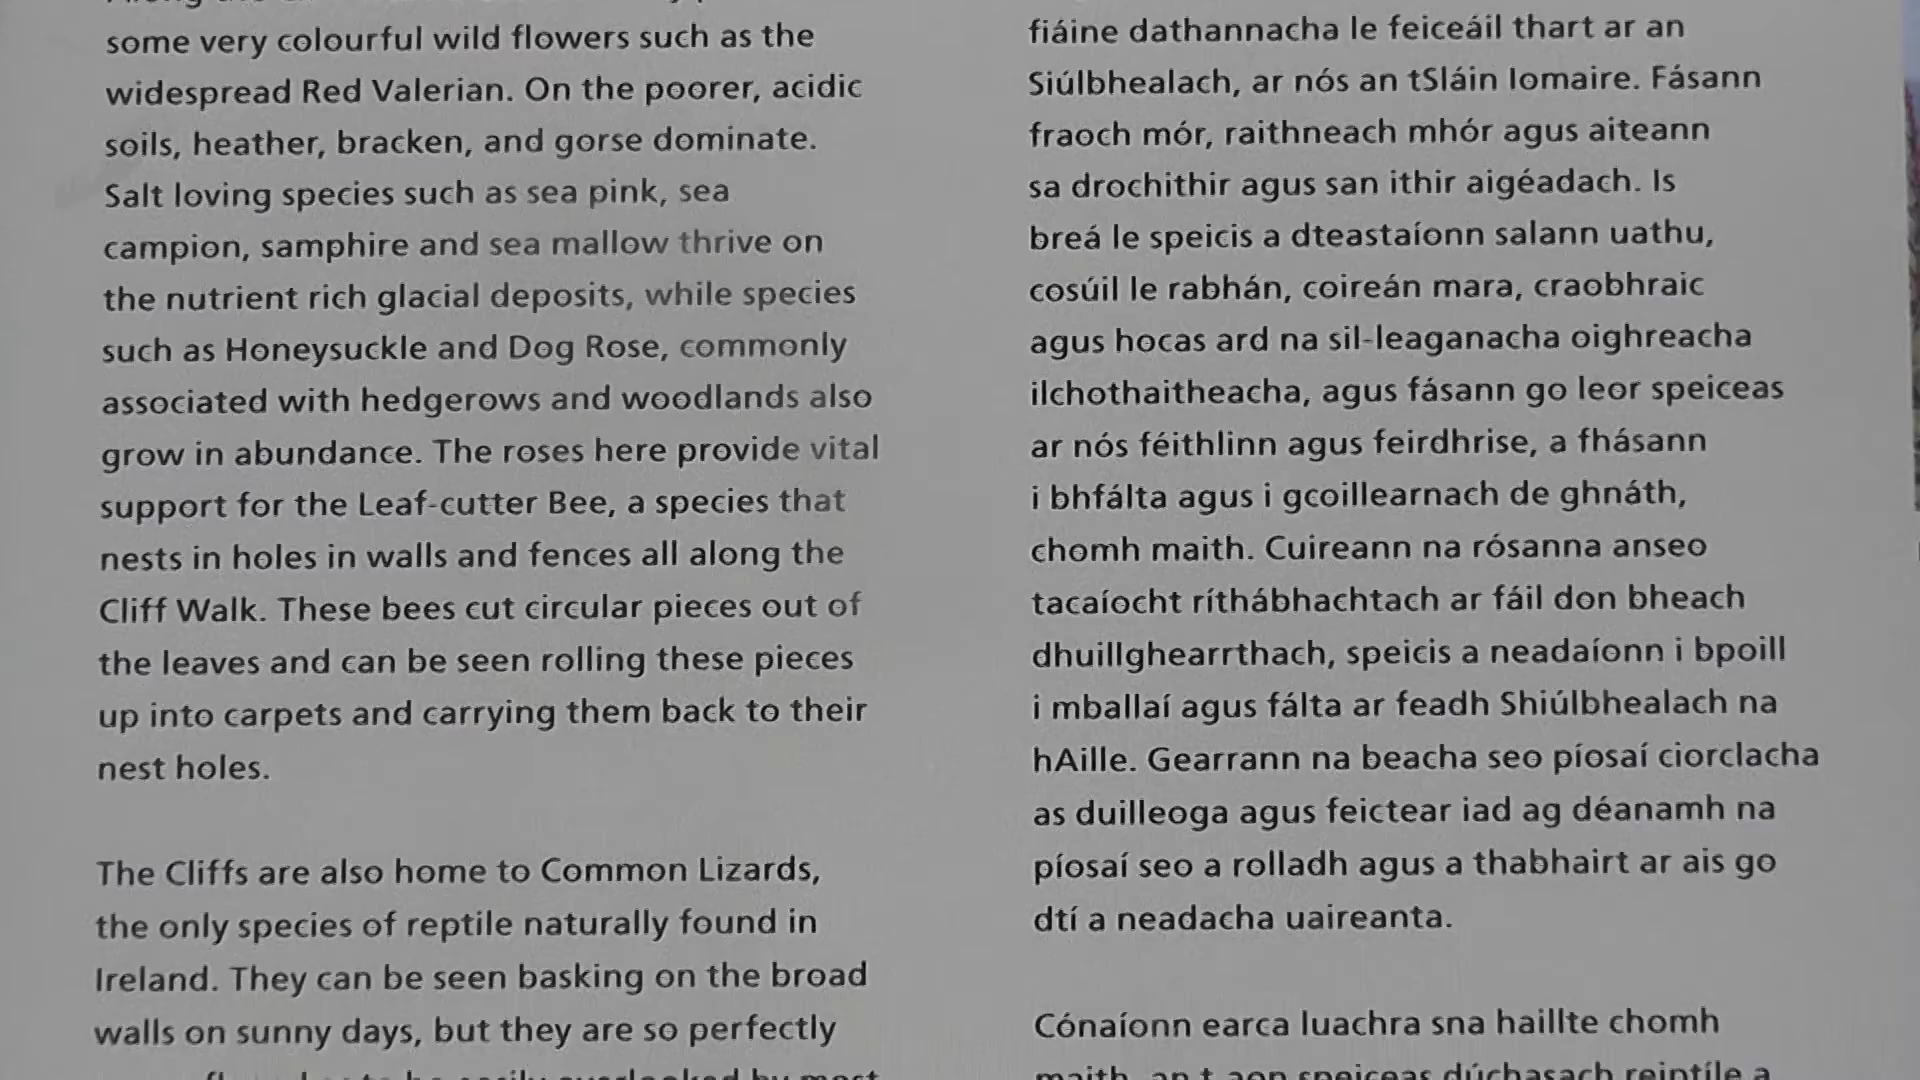 some very colourful wild flowers such as the
widespread Red Valerian. On the poorer, acidic
soils, heather, bracken, and gorse dominate.
Salt loving species such as sea pink, sea
campion, samphire and sea mallow thrive on
the nutrient rich glacial deposits, while species
such as Honeysuckle and Dog Rose, commonly
associated with hedgerows and woodlands also
grow in abundance. The roses here provide vital
support for the Leaf-cutter Bee, a species that
nests in holes in walls and fences all along the
Cliff Walk. These bees cut circular pieces out of
the leaves and can be seen rolling these pieces
up into carpets and carrying them back to their
nest holes.
The Cliffs are also home to Common Lizards,
the only species of reptile naturally found in
Ireland. They can be seen basking on the broad
walls on sunny days, but they are so perfectly
fiáine dathannacha le feiceáil thart ar an
Siúlbhealach, ar nós an tSláin Iomaire. Fásann
fraoch mór, raithneach mhór agus aiteann
sa drochithir agus san ithir aigéadach. Is
breá le speicis a dteastaíonn salann uathu,
cosúil le rabhán, coireán mara, craobhraic
agus hocas ard na sil-leaganacha oighreacha
ilchothaitheacha, agus fásann go leor speiceas
ar nós féithlinn agus feirdhrise, a fhásann
i bhfálta agus i gcoillearnach de ghnáth,
chomh maith. Cuireann na rósanna anseo
tacaíocht ríthábhachtach ar fáil don bheach
dhuillghearrthach, speicis a neadaíonn i bpoill
i mballaí agus fálta ar feadh Shiúlbhealach na
hAille. Gearrann na beacha seo píosaí ciorclacha
as duilleoga agus feictear iad ag déanamh na
píosaí seo a rolladh agus a thabhairt ar ais go
dtí a neadacha uaireanta.
Cónaíonn earca luachra sna haillte chomh